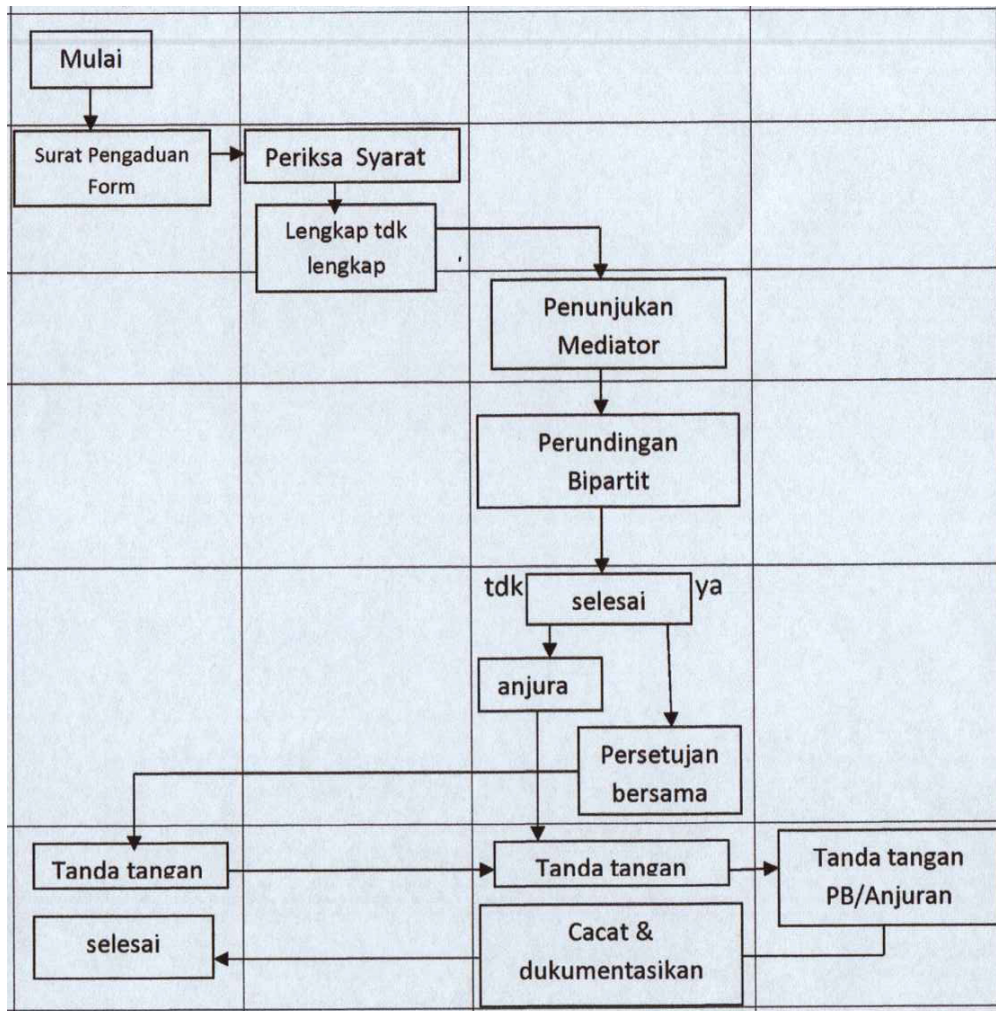 Mulai
Surat Pengaduan
Form
Periksa Syarat
Lengkap tdk
lengkap
Penunjukan
Mediator
Perundingan
Bipartit
tdk
selesai
ya
anjura
Persetujan
bersama
Tanda tangan
Tanda tangan
Tanda tangan
PB/Anjuran
selesai
Cacat &
dukumentasikan